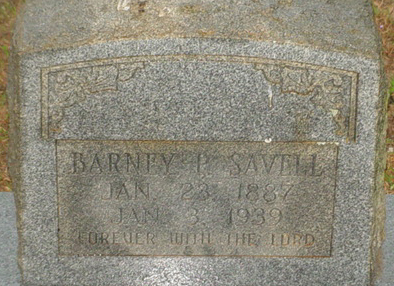 BARNEY P. SAVELL
JAN. 23, 1887
JAN. 3, 1939
FOREVER WITH THE LORD